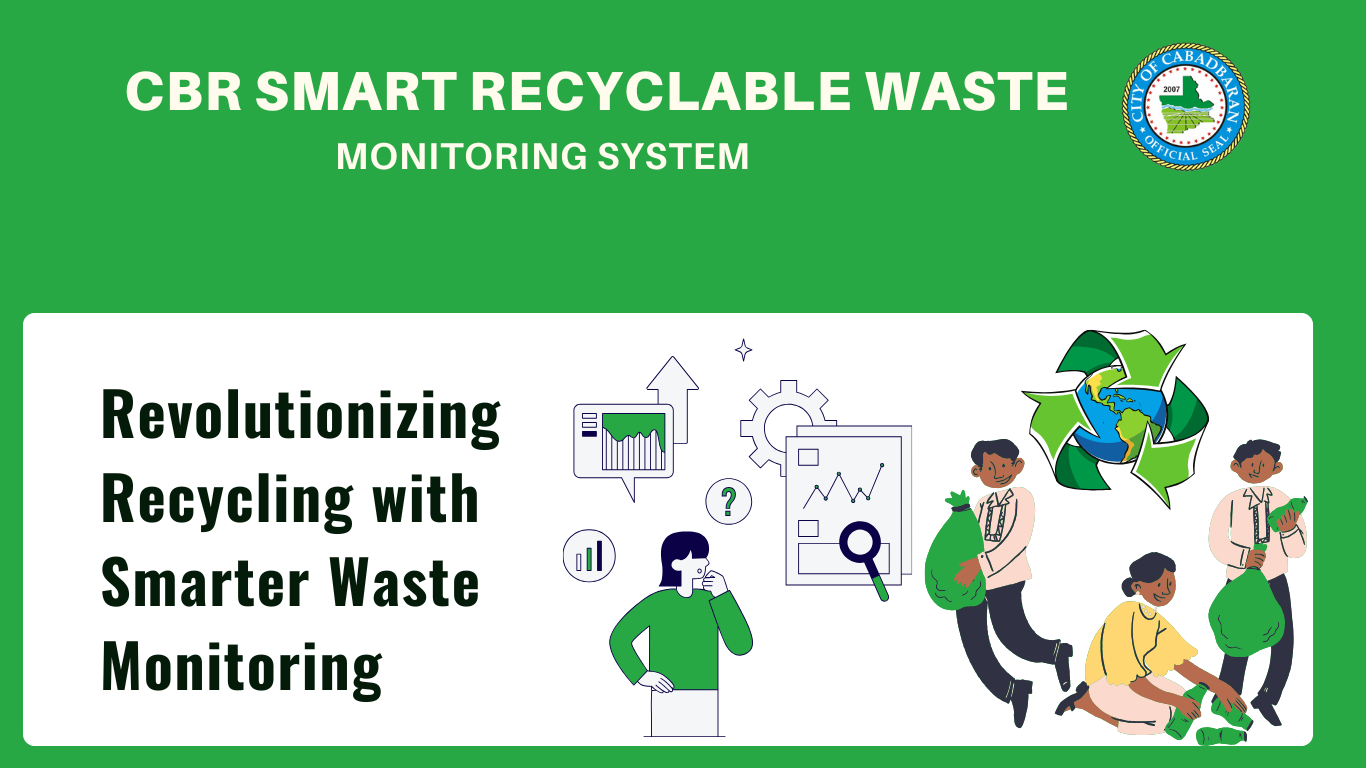 CBR SMART RECYCLABLE WASTE
MONITORING SYSTEM
CITY OF CABADBARAN
2007
OFFICIAL SEAL
Revolutionizing
Recycling with
Smarter Waste
Monitoring
?